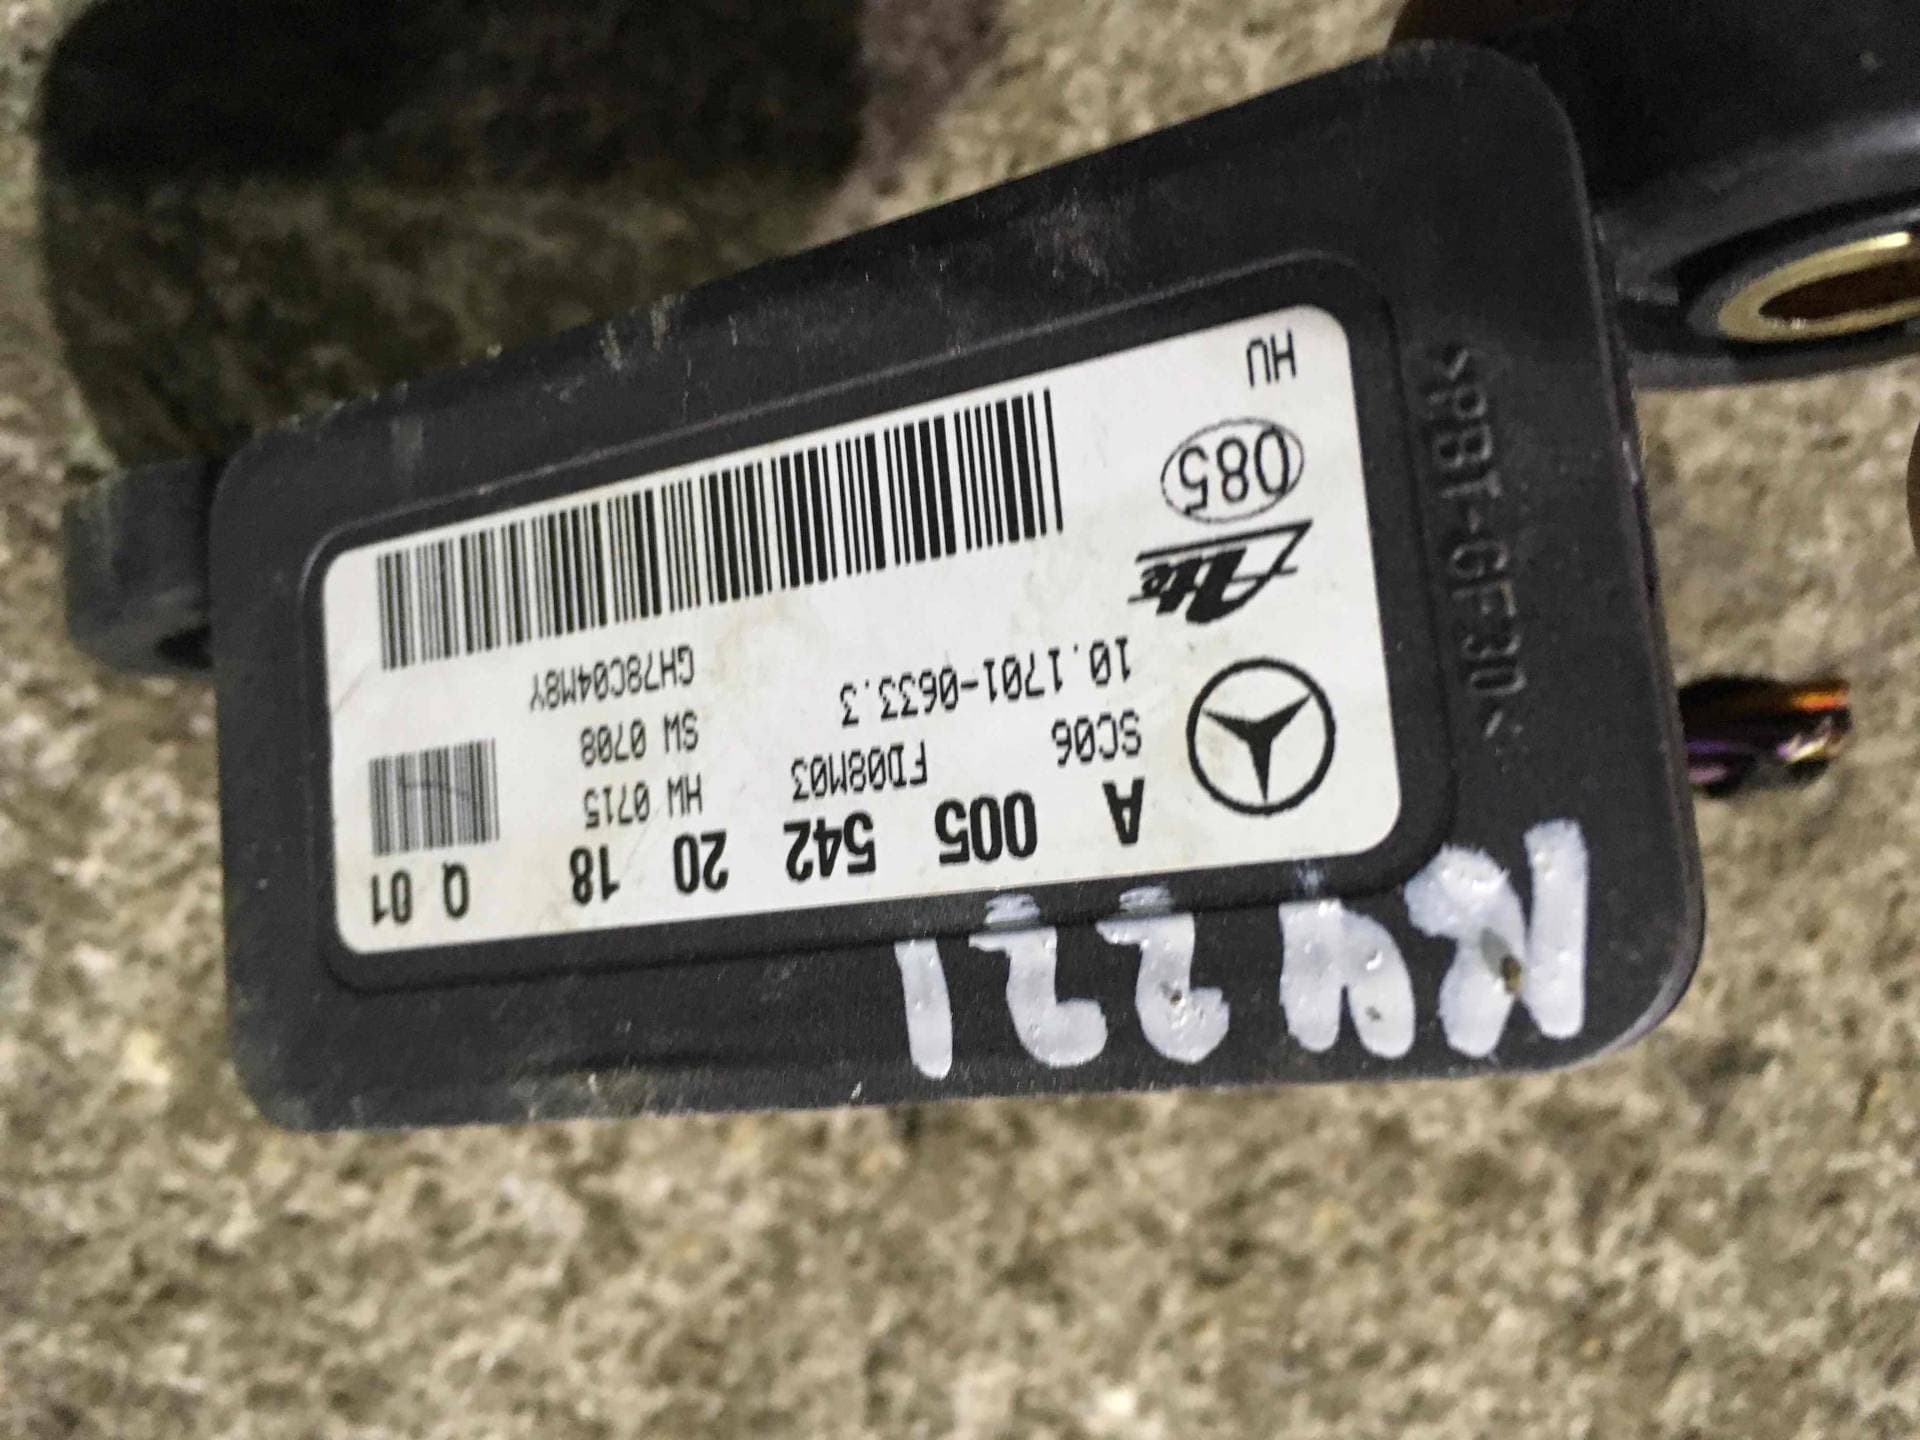 A 005 542 20 18 Q 01
SC06 FD08M03 HW 0715
SW 0708
10.1701-0633.3 GH78C04M8Y
Ate
085
HU
>PBT-GF30<